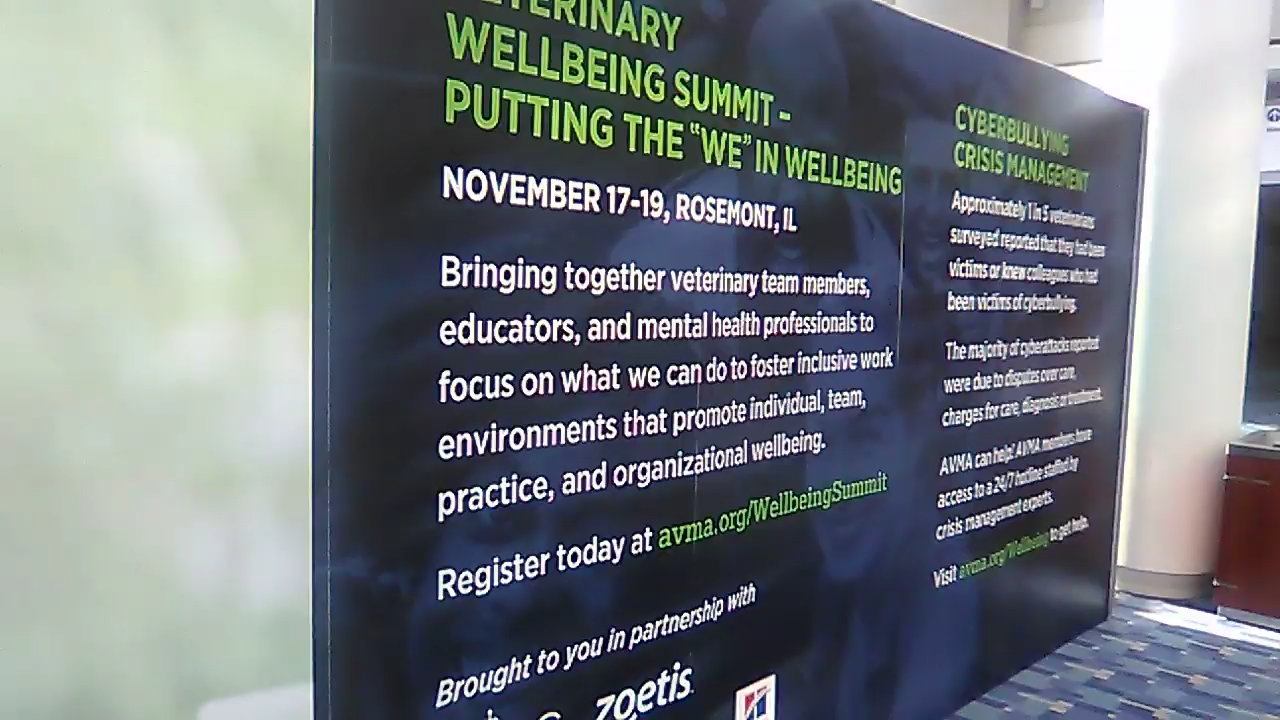 VETERINARY
WELLBEING SUMMIT –
PUTTING THE "WE" IN WELLBEING
NOVEMBER 17-19, ROSEMONT, IL
Bringing together veterinary team members,
educators, and mental health professionals to
focus on what we can do to foster inclusive work
environments that promote individual, team,
practice, and organizational wellbeing.
Register today at avma.org/WellbeingSummit
Brought to you in partnership with
zoetis
CYBERBULLYING
CRISIS MANAGEMENT
Approximately 1 in 5 veterinarians
surveyed reported that they had been
victims or knew colleagues who had
been victims of cyberbullying.
The majority of cyberattacks reported
were due to disputes over care,
charges for care, diagnosis or treatment.
AVMA can help! AVMA members have
access to a 24/7 hotline staffed by
crisis management experts.
Visit avma.org/Wellbeing to get help.